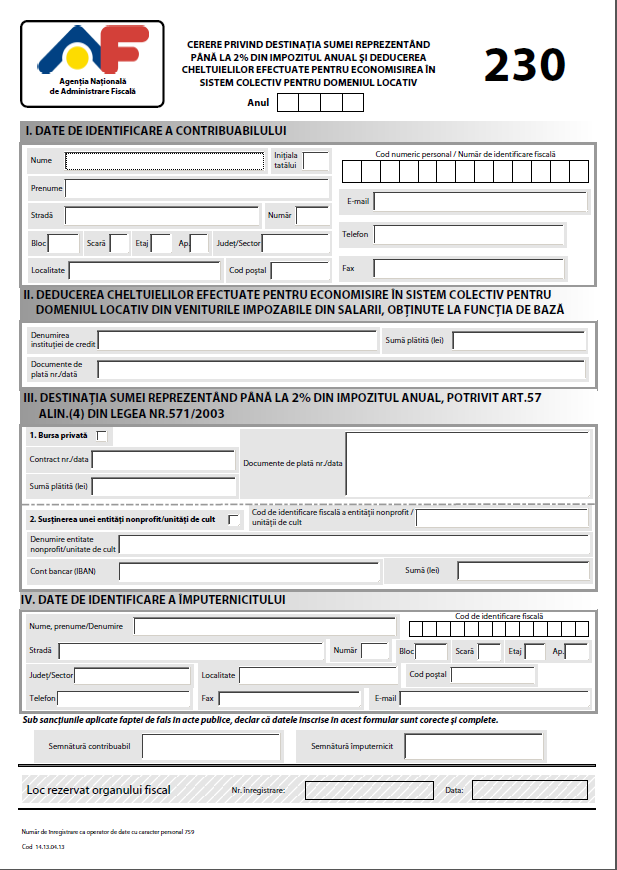 Agenția Națională
de Administrare Fiscală
CERERE PRIVIND DESTINAȚIA SUMEI REPREZENTÂND
PÂNĂ LA 2% DIN IMPOZITUL ANUAL ȘI DEDUCEREA
CHELTUIELILOR EFECTUATE PENTRU ECONOMISIREA ÎN
SISTEM COLECTIV PENTRU DOMENIUL LOCATIV
230
Anul
I. DATE DE IDENTIFICARE A CONTRIBUABILULUI
Nume
Inițiala
tatălui
Cod numeric personal / Număr de identificare fiscală
Prenume
E-mail
Stradă
Număr
Telefon
Bloc
Scară
Etaj
Ap.
Județ/Sector
Localitate
Cod poștal
Fax
II. DEDUCEREA CHELTUIELILOR EFECTUATE PENTRU ECONOMISIRE ÎN SISTEM COLECTIV PENTRU
DOMENIUL LOCATIV DIN VENITURILE IMPOZABILE DIN SALARII, OBȚINUTE LA FUNCȚIA DE BAZĂ
Denumirea
instituției de credit
Sumă plătită (lei)
Documente de
plată nr./dată
III. DESTINAȚIA SUMEI REPREZENTÂND PÂNĂ LA 2% DIN IMPOZITUL ANUAL, POTRIVIT ART.57
ALIN.(4) DIN LEGEA NR.571/2003
1. Bursa privată
Contract nr./data
Documente de plată nr./data
Sumă plătită (lei)
2. Susținerea unei entități nonprofit/unități de cult
Cod de identificare fiscală a entității nonprofit /
unității de cult
Denumire entitate
nonprofit/unitate de cult
Cont bancar (IBAN)
Sumă (lei)
IV. DATE DE IDENTIFICARE A ÎMPUTERNICITULUI
Nume, prenume/Denumire
Cod de identificare fiscală
Stradă
Număr
Bloc
Scară
Etaj
Ap.
Județ/Sector
Localitate
Cod poștal
Telefon
Fax
E-mail
Sub sancțiunile aplicate faptei de fals în acte publice, declar că datele înscrise în acest formular sunt corecte și complete.
Semnătură contribuabil
Semnătură împuternicit
Loc rezervat organului fiscal
Nr. înregistrare:
Data:
Număr de înregistrare ca operator de date cu caracter personal 759
Cod 14.13.04.13